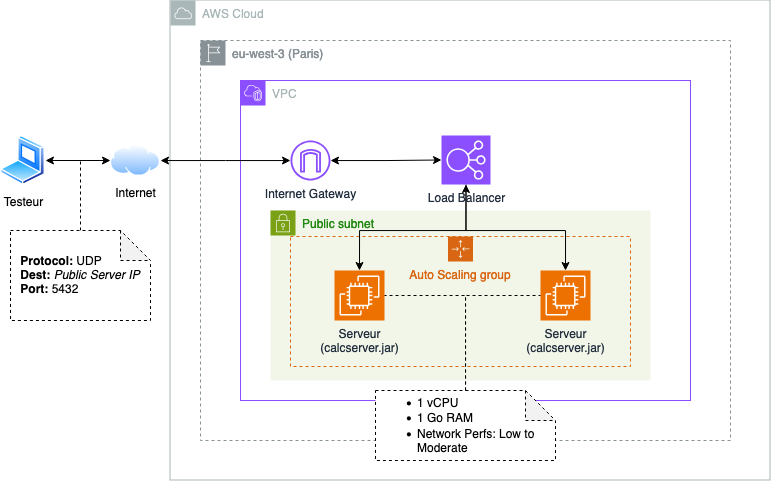 AWS Cloud
eu-west-3 (Paris)
VPC
Testeur
Internet
Internet Gateway
Load Balancer
Public subnet
Auto Scaling group
Protocol: UDP
Dest: Public Server IP
Port: 5432
Serveur
(calcserver.jar)
Serveur
(calcserver.jar)
• 1 vCPU
• 1 Go RAM
• Network Perfs: Low to
Moderate